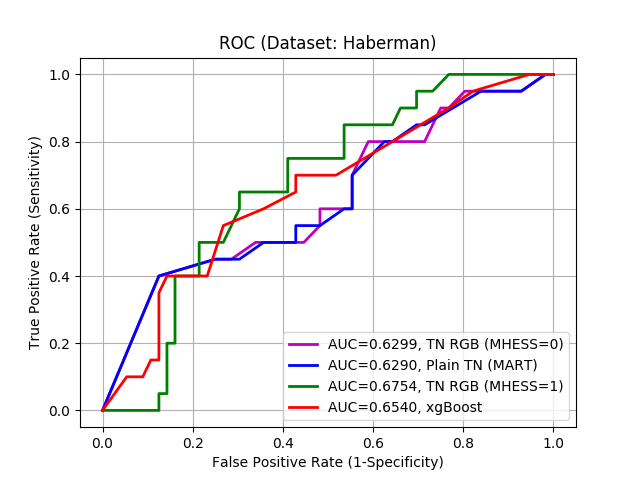 ROC (Dataset: Haberman)
True Positive Rate (Sensitivity)
1.0
0.8
0.6
0.4
0.2
0.0
AUC=0.6299, TN RGB (MHESS=0)
AUC=0.6290, Plain TN (MART)
AUC=0.6754, TN RGB (MHESS=1)
AUC=0.6540, xgBoost
0.0 0.2 0.4 0.6 0.8 1.0
False Positive Rate (1-Specificity)